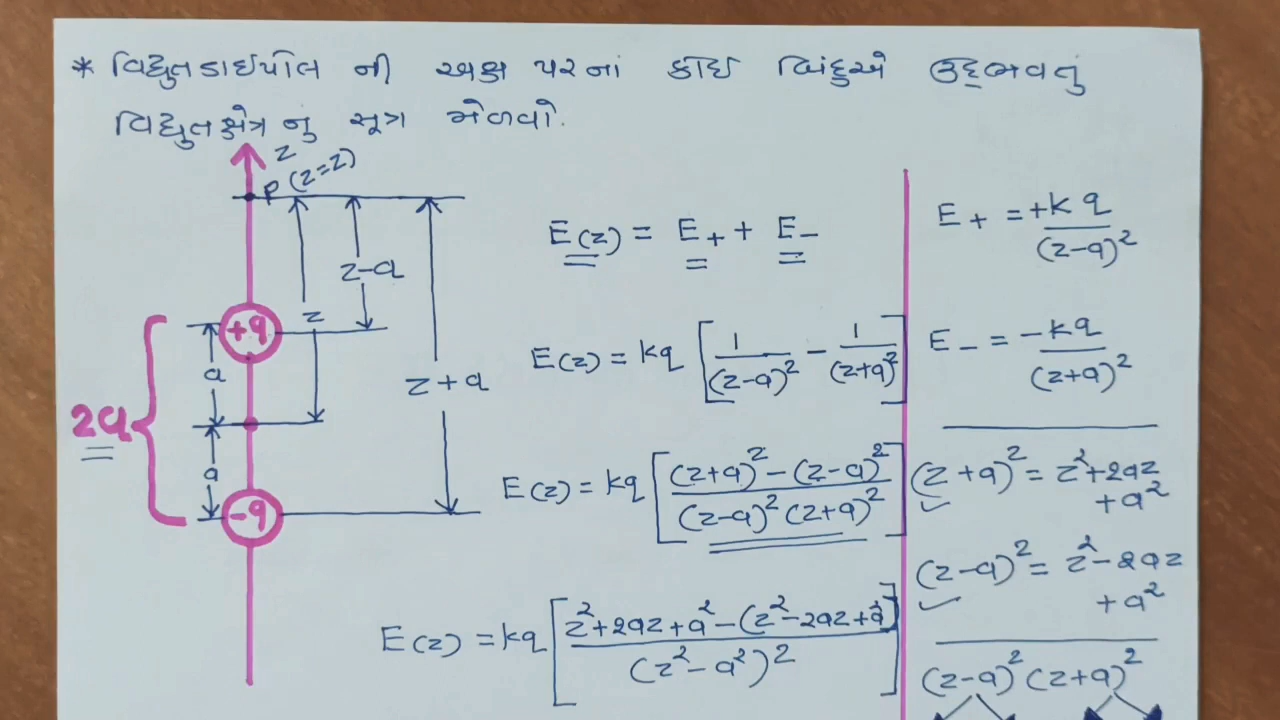 * વિદ્યુતડાઇપોલ ની અક્ષ પરનાં કોઇ બિંદુએ ઉદ્દભવતું
વિદ્યુતક્ષેત્ર નુ સૂત્ર મેળવો.
z
P (z=z)
z-a
z
z+a
+q
a
2a
a
-q
E(z) = E+ + E-
E(z) = kq [ 1/(z-a)² - 1/(z+a)² ]
E(z) = kq [ (z+a)² - (z-a)² / (z-a)² (z+a)² ]
E(z) = kq [ z²+2az+a² - (z²-2az+a²) / (z²-a²)² ]
E+ = +kq/(z-a)²
E- = -kq/(z+a)²
(z+a)² = z²+2az
+a²
(z-a)² = z²-2az
+a²
(z-a)² (z+a)²